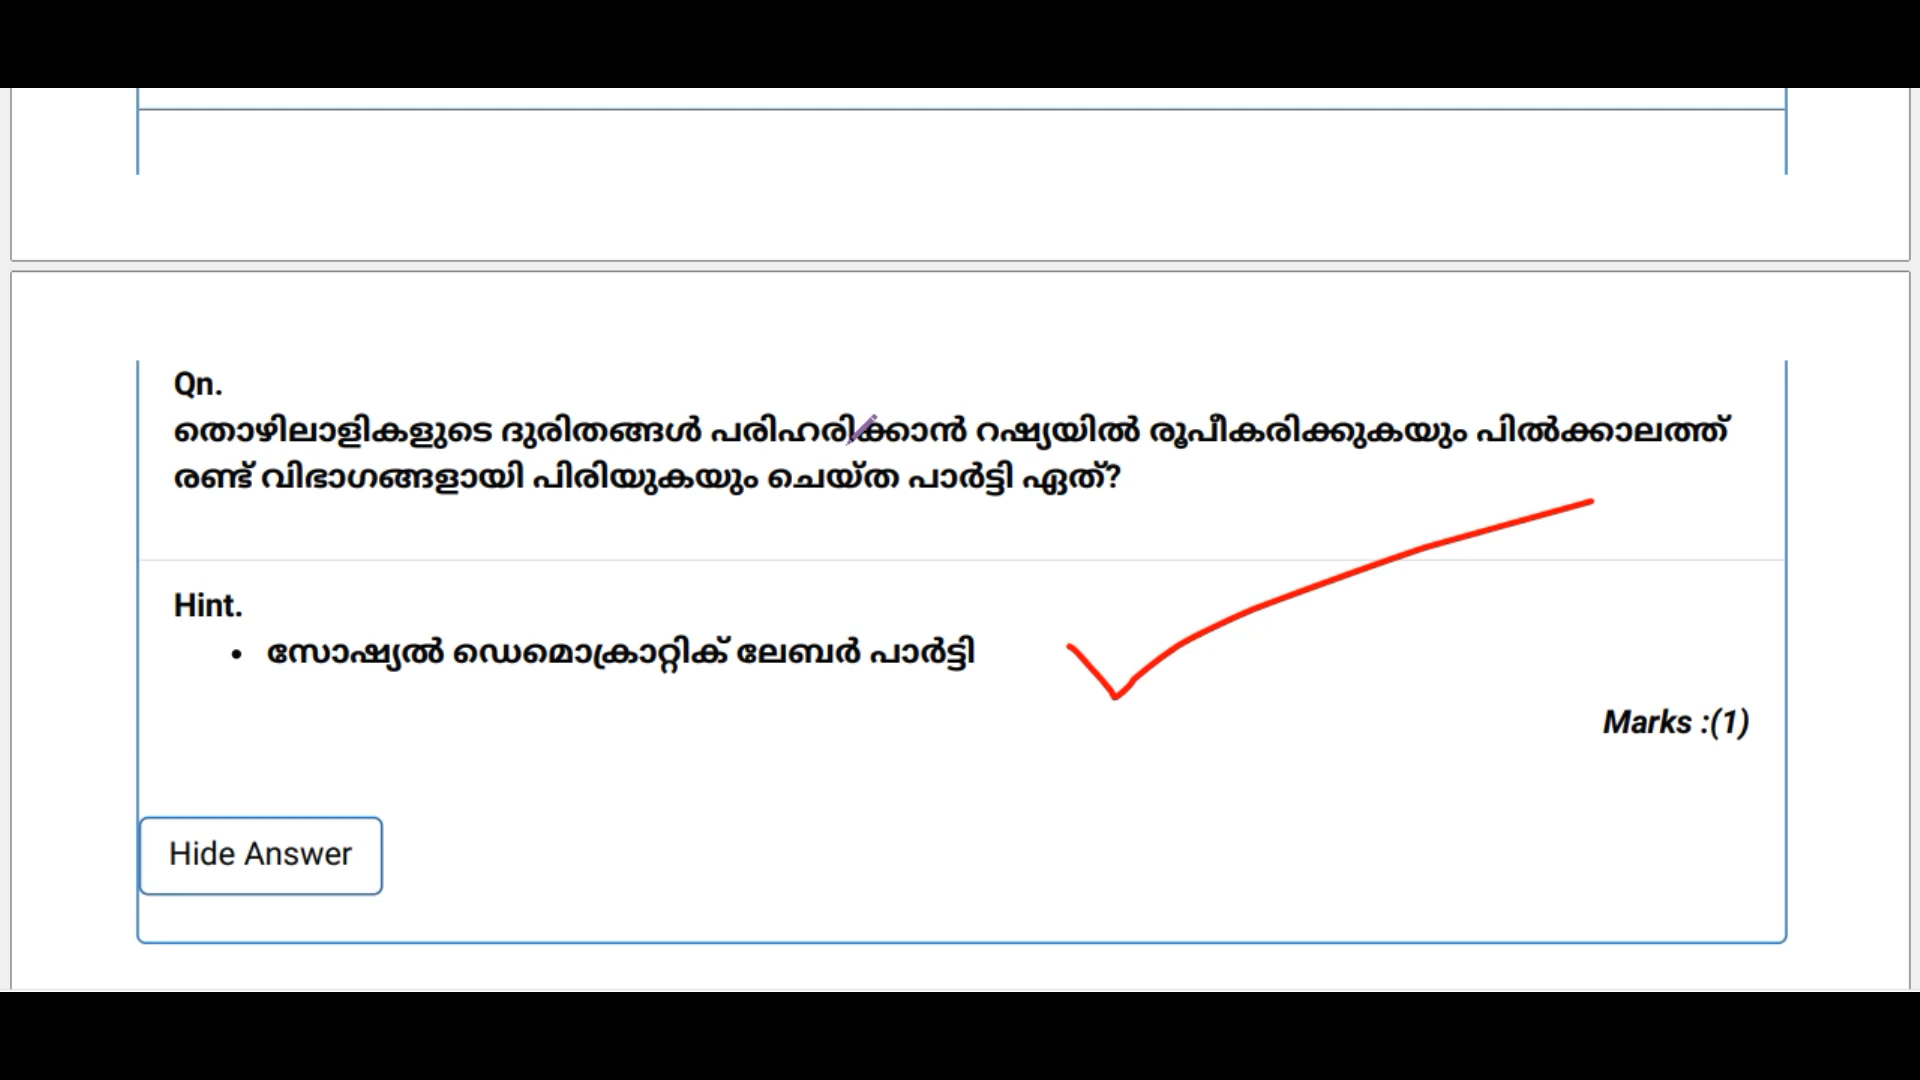 Qn.
തൊഴിലാളികളുടെ ദുരിതങ്ങൾ പരിഹരിക്കാൻ റഷ്യയിൽ രൂപീകരിക്കുകയും പിൽക്കാലത്ത്
രണ്ട് വിഭാഗങ്ങളായി പിരിയുകയും ചെയ്ത പാർട്ടി ഏത്?
Hint.
• സോഷ്യൽ ഡെമൊക്രാറ്റിക് ലേബർ പാർട്ടി
Marks :(1)
Hide Answer